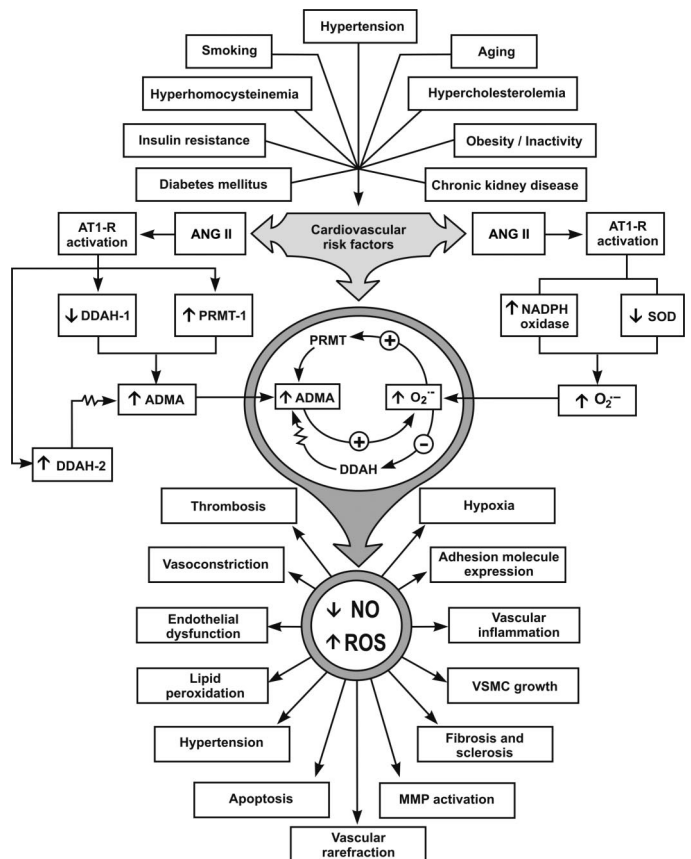 Hypertension
Smoking
Aging
Hyperhomocysteinemia
Hypercholesterolemia
Insulin resistance
Obesity / Inactivity
Diabetes mellitus
Chronic kidney disease
AT1-R
activation
ANG II
Cardiovascular
risk factors
ANG II
AT1-R
activation
↓ DDAH-1
↑ PRMT-1
↑ NADPH
oxidase
↓ SOD
PRMT
+
↑ ADMA
↑ ADMA
↑ O₂˙⁻
↑ O₂˙⁻
+
−
DDAH
↑ DDAH-2
Thrombosis
Hypoxia
Vasoconstriction
Adhesion molecule
expression
↓ NO
↑ ROS
Endothelial
dysfunction
Vascular
inflammation
Lipid
peroxidation
VSMC growth
Hypertension
Fibrosis and
sclerosis
Apoptosis
MMP activation
Vascular
rarefraction